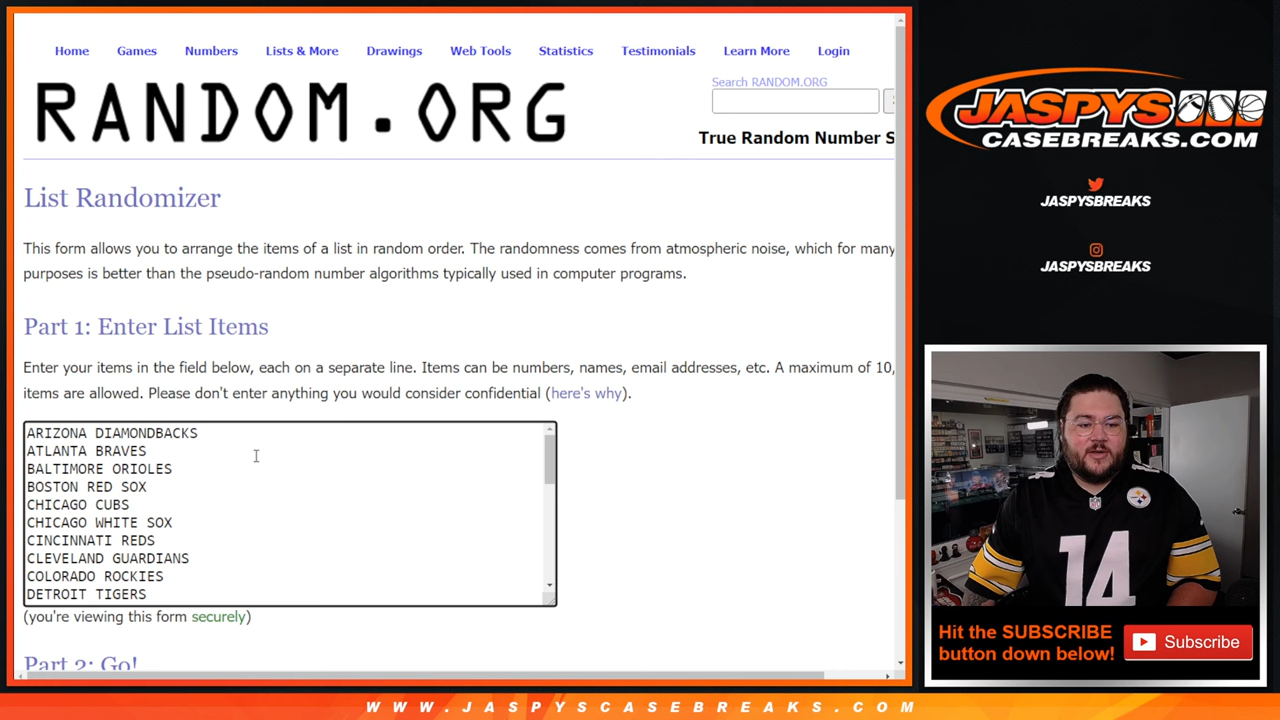 Home Games Numbers Lists & More Drawings Web Tools Statistics Testimonials Learn More Login
RANDOM.ORG
Search RANDOM.ORG
True Random Number S
List Randomizer
This form allows you to arrange the items of a list in random order. The randomness comes from atmospheric noise, which for many
purposes is better than the pseudo-random number algorithms typically used in computer programs.
Part 1: Enter List Items
Enter your items in the field below, each on a separate line. Items can be numbers, names, email addresses, etc. A maximum of 10,
items are allowed. Please don't enter anything you would consider confidential (here's why).
ARIZONA DIAMONDBACKS
ATLANTA BRAVES
BALTIMORE ORIOLES
BOSTON RED SOX
CHICAGO CUBS
CHICAGO WHITE SOX
CINCINNATI REDS
CLEVELAND GUARDIANS
COLORADO ROCKIES
DETROIT TIGERS
(you're viewing this form securely)
Part 2: Go!
JASPYS
CASEBREAKS.COM
JASPYSBREAKS
JASPYSBREAKS
14
Hit the SUBSCRIBE
button down below!
Subscribe
WWW.JASPYSCASEBREAKS.COM